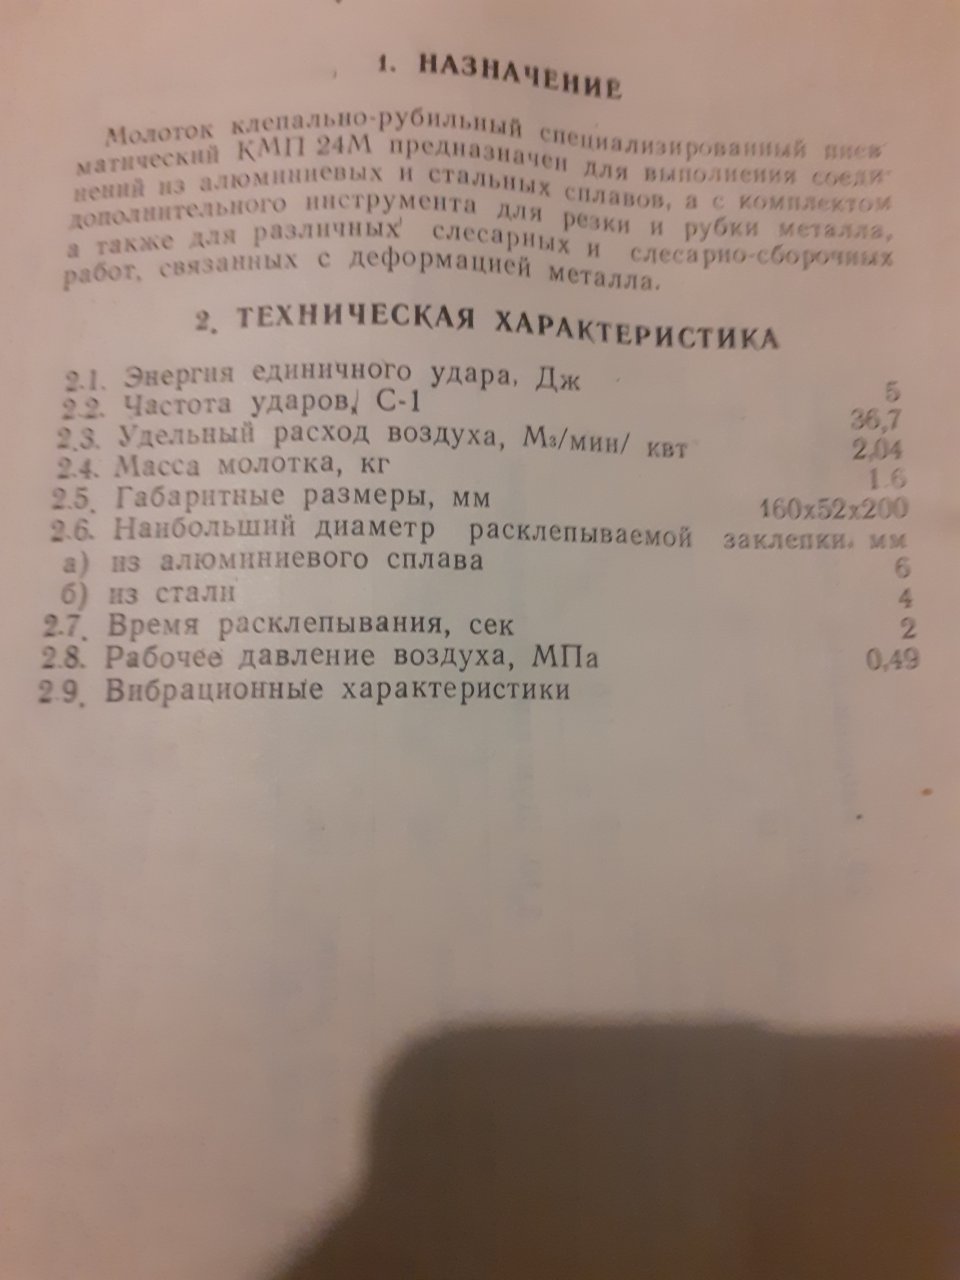 1. НАЗНАЧЕНИЕ
Молоток клепально-рубильный специализированный пнев
матический КМП 24М предназначен для выполнения соеди
нений из алюминиевых и стальных сплавов, а с комплектом
дополнительного инструмента для резки и рубки металла,
а также для различных слесарных и слесарно-сборочных
работ, связанных с деформацией металла.
2. ТЕХНИЧЕСКАЯ ХАРАКТЕРИСТИКА
2.1. Энергия единичного удара, Дж 5
2.2. Частота ударов, С-1 36,7
2.3. Удельный расход воздуха, М3/мин/ квт 2,04
2.4. Масса молотка, кг 1.6
2.5. Габаритные размеры, мм 160х52х200
2.6. Наибольший диаметр расклепываемой заклепки, мм
а) из алюминиевого сплава 6
б) из стали 4
2.7. Время расклепывания, сек 2
2.8. Рабочее давление воздуха, МПа 0,49
2.9. Вибрационные характеристики